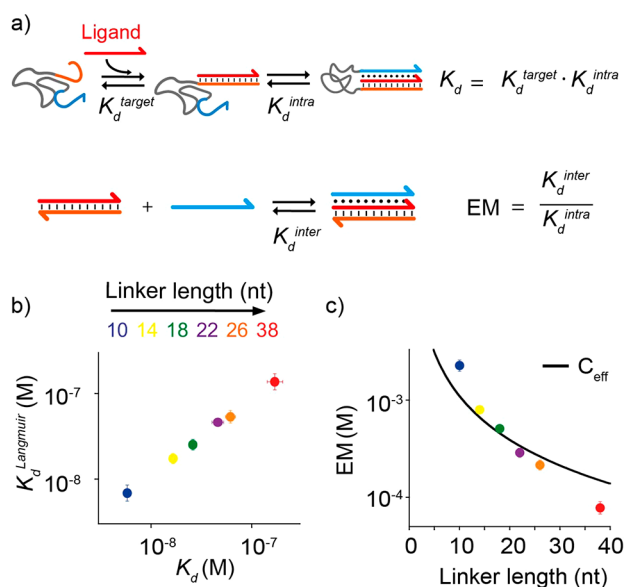 a)
Ligand
K_d^target
K_d^intra
K_d = K_d^target · K_d^intra
+
K_d^inter
EM = K_d^inter / K_d^intra
b)
Linker length (nt)
10 14 18 22 26 38
K_d^Langmuir (M)
10^-7
10^-8
10^-8 10^-7
K_d (M)
c)
C_eff
EM (M)
10^-3
10^-4
0 10 20 30 40
Linker length (nt)